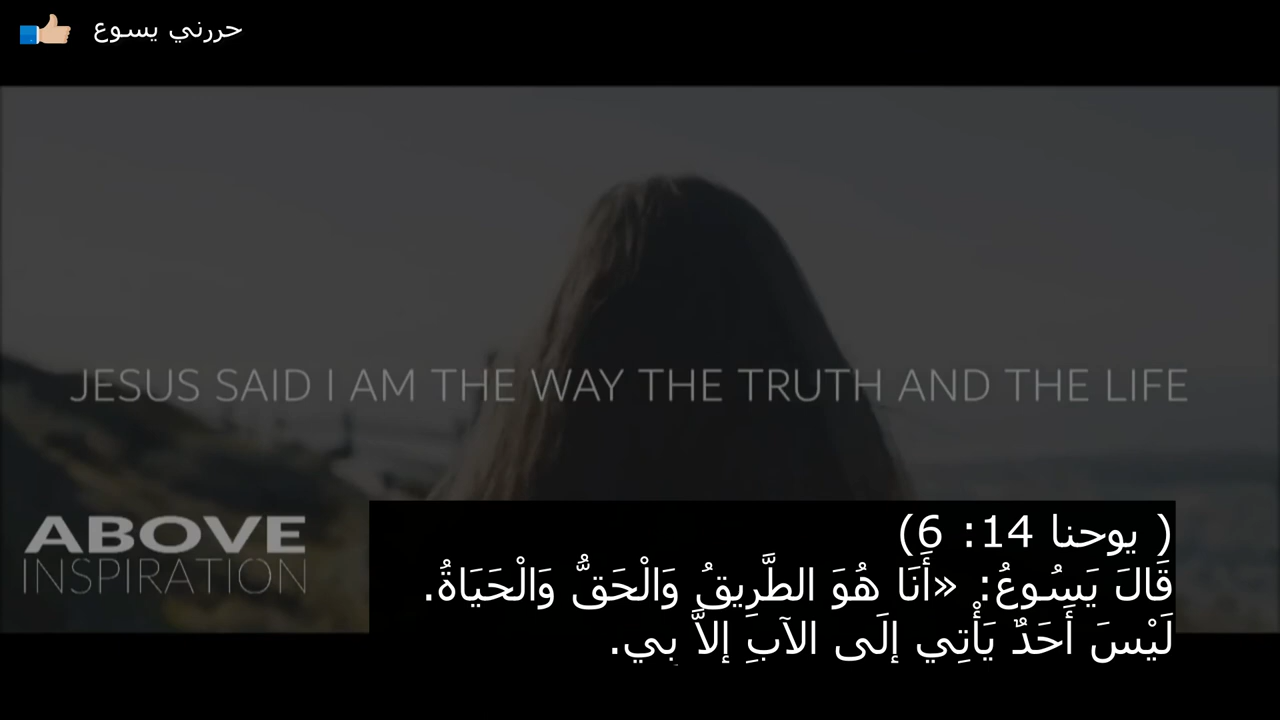 حررني يسوع
JESUS SAID I AM THE WAY THE TRUTH AND THE LIFE
ABOVE
INSPIRATION
( يوحنا 14: 6)
قَالَ يَسُوعُ: «أَنَا هُوَ الطَّرِيقُ وَالْحَقُّ وَالْحَيَاةُ.
لَيْسَ أَحَدٌ يَأْتِي إِلَى الآبِ إِلاَّ بِي.